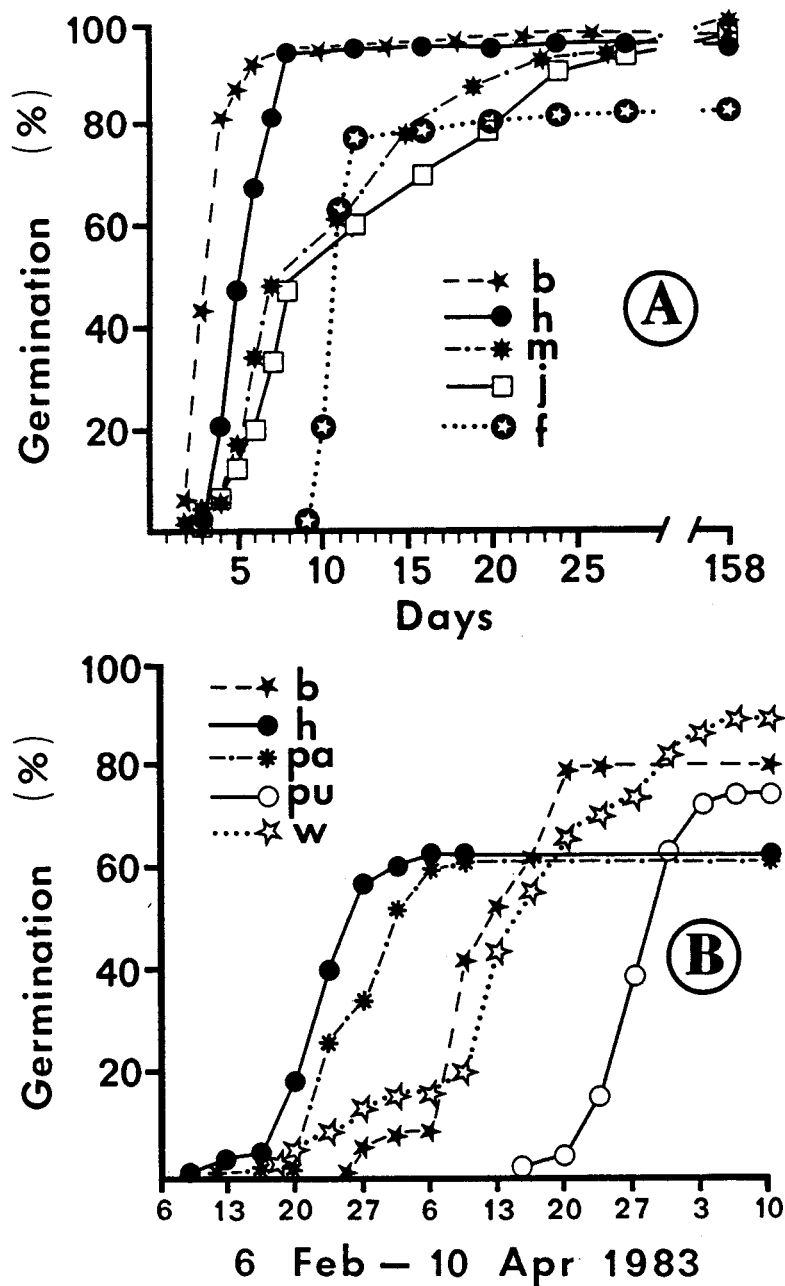 100
80
60
40
20
Germination (%)
b
h
m
j
f
A
5 10 15 20 25 158
Days
100
80
60
40
20
Germination (%)
b
h
pa
pu
w
B
6 13 20 27 6 13 20 27 3 10
6 Feb – 10 Apr 1983